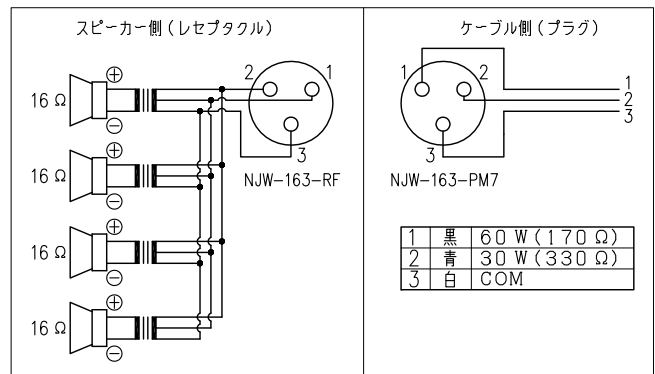 スピーカー側(レセプタクル)
2
1
⊕
16 Ω
⊖
3
NJW-163-RF
⊕
16 Ω
⊖
⊕
16 Ω
⊖
⊕
16 Ω
⊖
ケーブル側(プラグ)
1
2
1
2
3
3
NJW-163-PM7
1 黒 60 W(170 Ω)
2 青 30 W(330 Ω)
3 白 COM